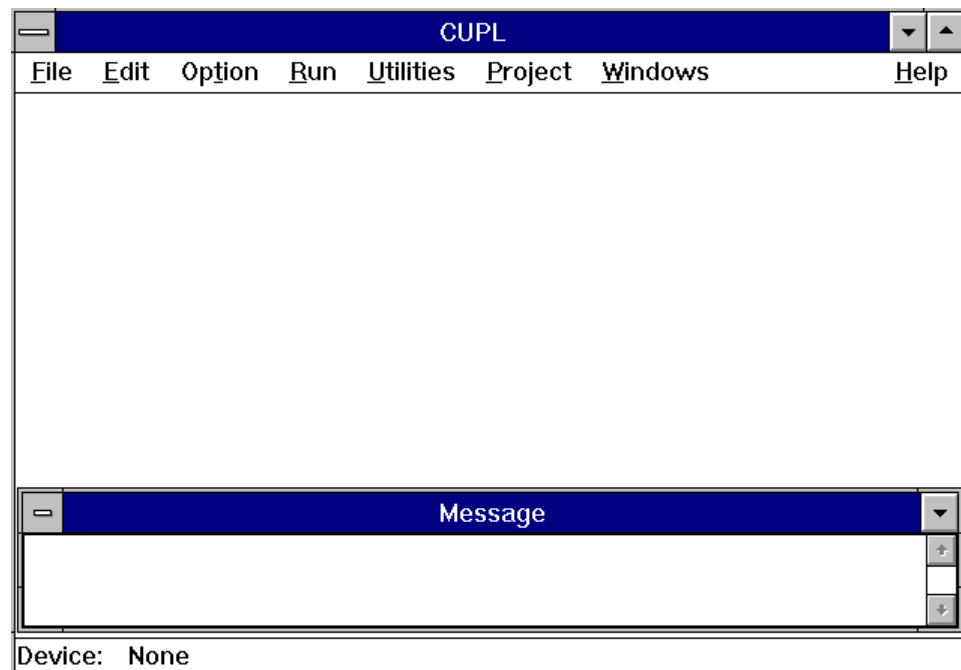 CUPL
File Edit Option Run Utilities Project Windows Help
Message
Device: None